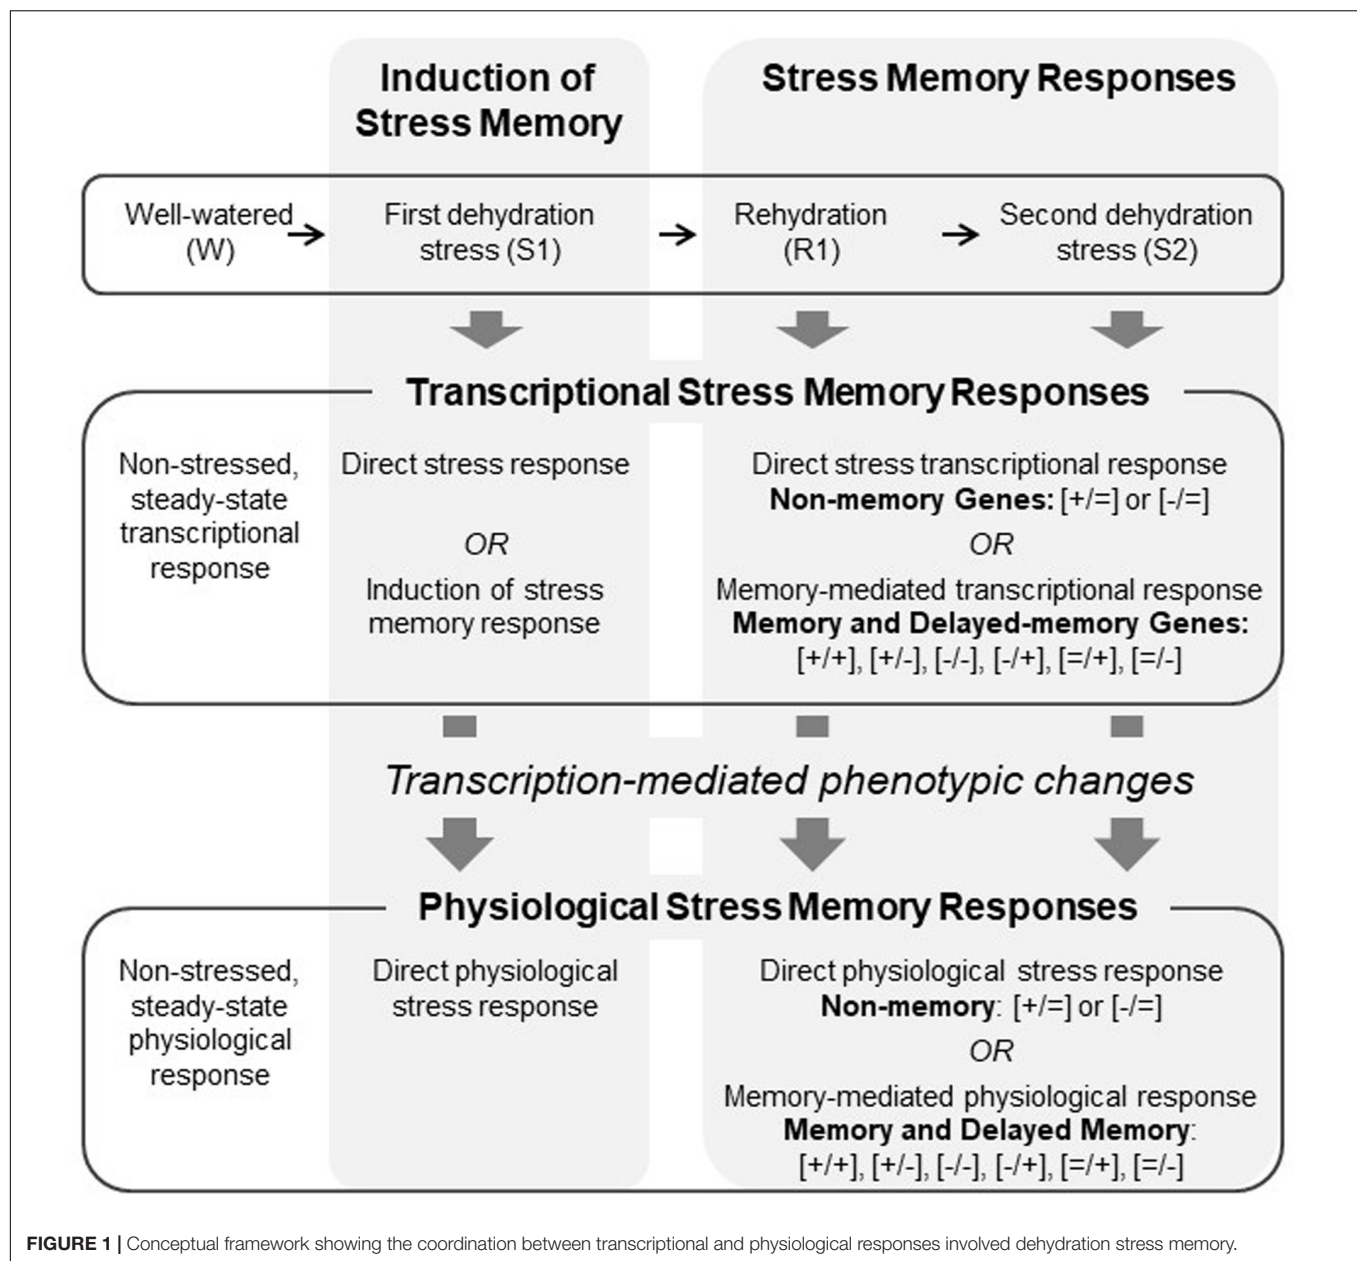 Induction of
Stress Memory
Stress Memory Responses
Well-watered
(W)
First dehydration
stress (S1)
Rehydration
(R1)
Second dehydration
stress (S2)
Transcriptional Stress Memory Responses
Non-stressed,
steady-state
transcriptional
response
Direct stress response
OR
Induction of stress
memory response
Direct stress transcriptional response
Non-memory Genes: [+/=] or [-/=]
OR
Memory-mediated transcriptional response
Memory and Delayed-memory Genes:
[+/+], [+/-], [-/-], [-/+], [=/+], [=/-]
Transcription-mediated phenotypic changes
Physiological Stress Memory Responses
Non-stressed,
steady-state
physiological
response
Direct physiological
stress response
Direct physiological stress response
Non-memory: [+/=] or [-/=]
OR
Memory-mediated physiological response
Memory and Delayed Memory:
[+/+], [+/-], [-/-], [-/+], [=/+], [=/-]
FIGURE 1 | Conceptual framework showing the coordination between transcriptional and physiological responses involved dehydration stress memory.